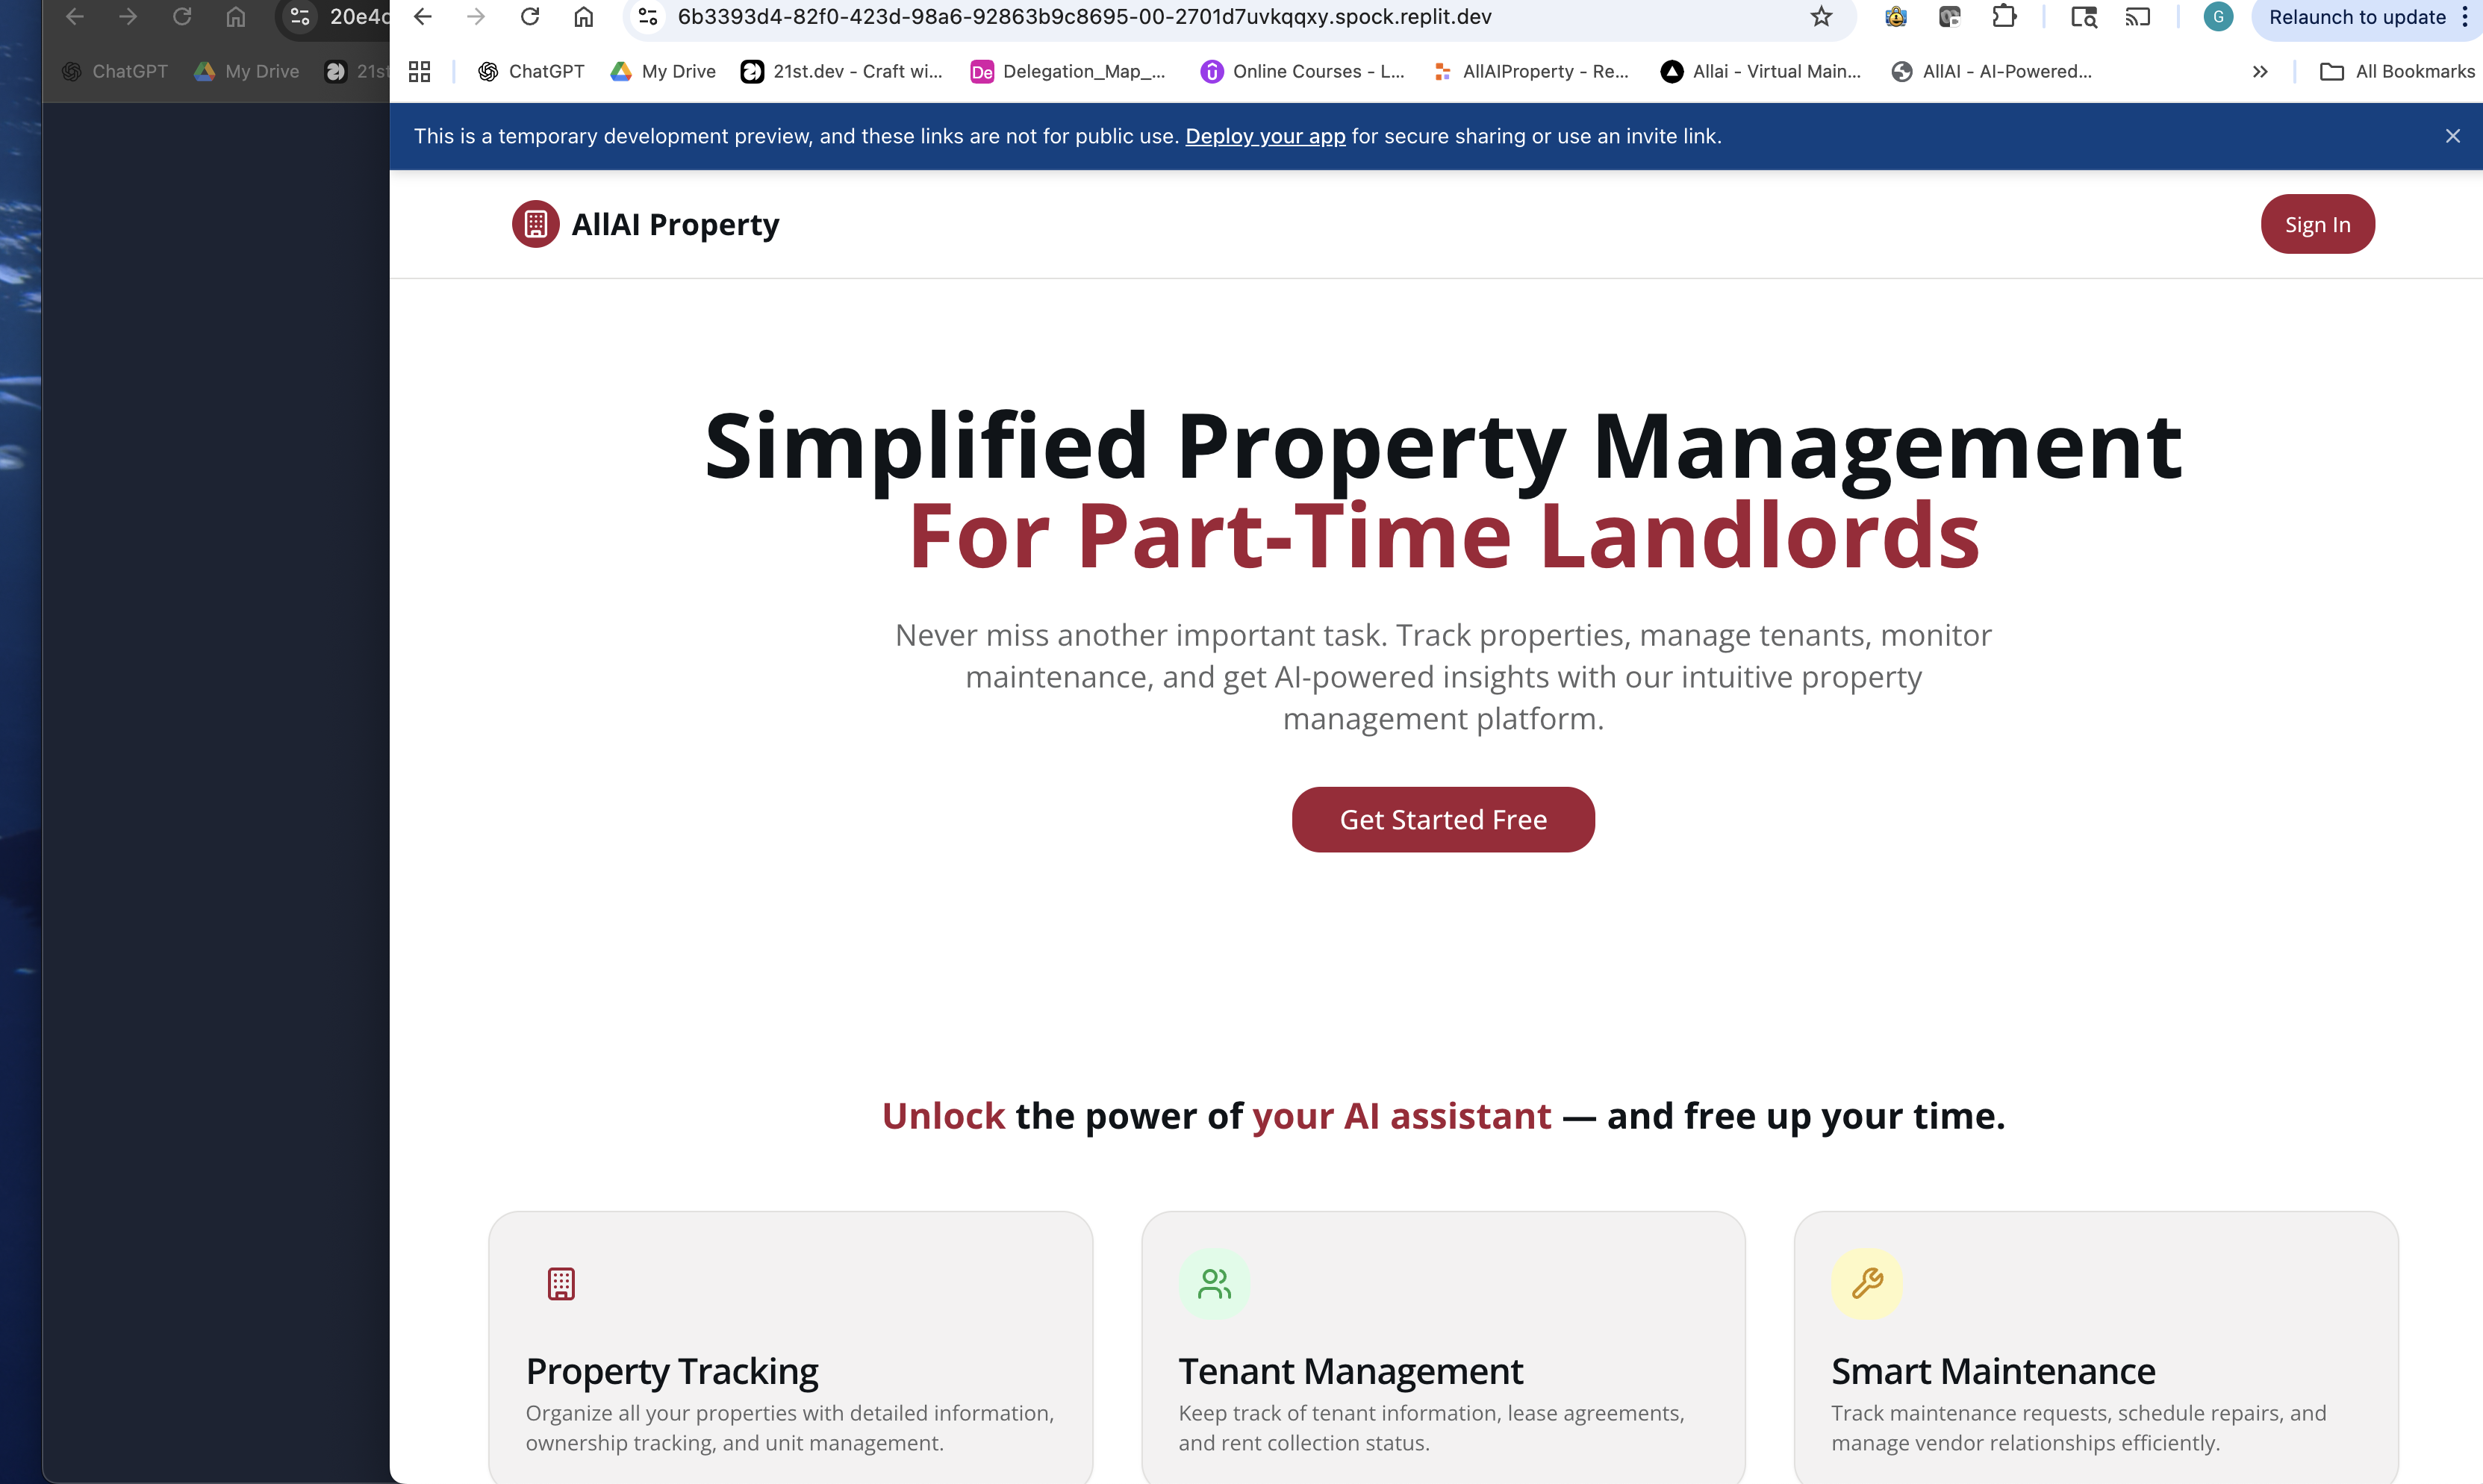 20e4
ChatGPT
My Drive
21st
6b3393d4-82f0-423d-98a6-92863b9c8695-00-2701d7uvkqqxy.spock.replit.dev
G
Relaunch to update
ChatGPT
My Drive
21st.dev - Craft wi...
De
Delegation_Map_...
Online Courses - L...
AllAIProperty - Re...
Allai - Virtual Main...
AllAI - AI-Powered...
All Bookmarks
This is a temporary development preview, and these links are not for public use. Deploy your app for secure sharing or use an invite link.
AllAI Property
Sign In
Simplified Property Management
For Part-Time Landlords
Never miss another important task. Track properties, manage tenants, monitor
maintenance, and get AI-powered insights with our intuitive property
management platform.
Get Started Free
Unlock the power of your AI assistant — and free up your time.
Property Tracking
Organize all your properties with detailed information,
ownership tracking, and unit management.
Tenant Management
Keep track of tenant information, lease agreements,
and rent collection status.
Smart Maintenance
Track maintenance requests, schedule repairs, and
manage vendor relationships efficiently.